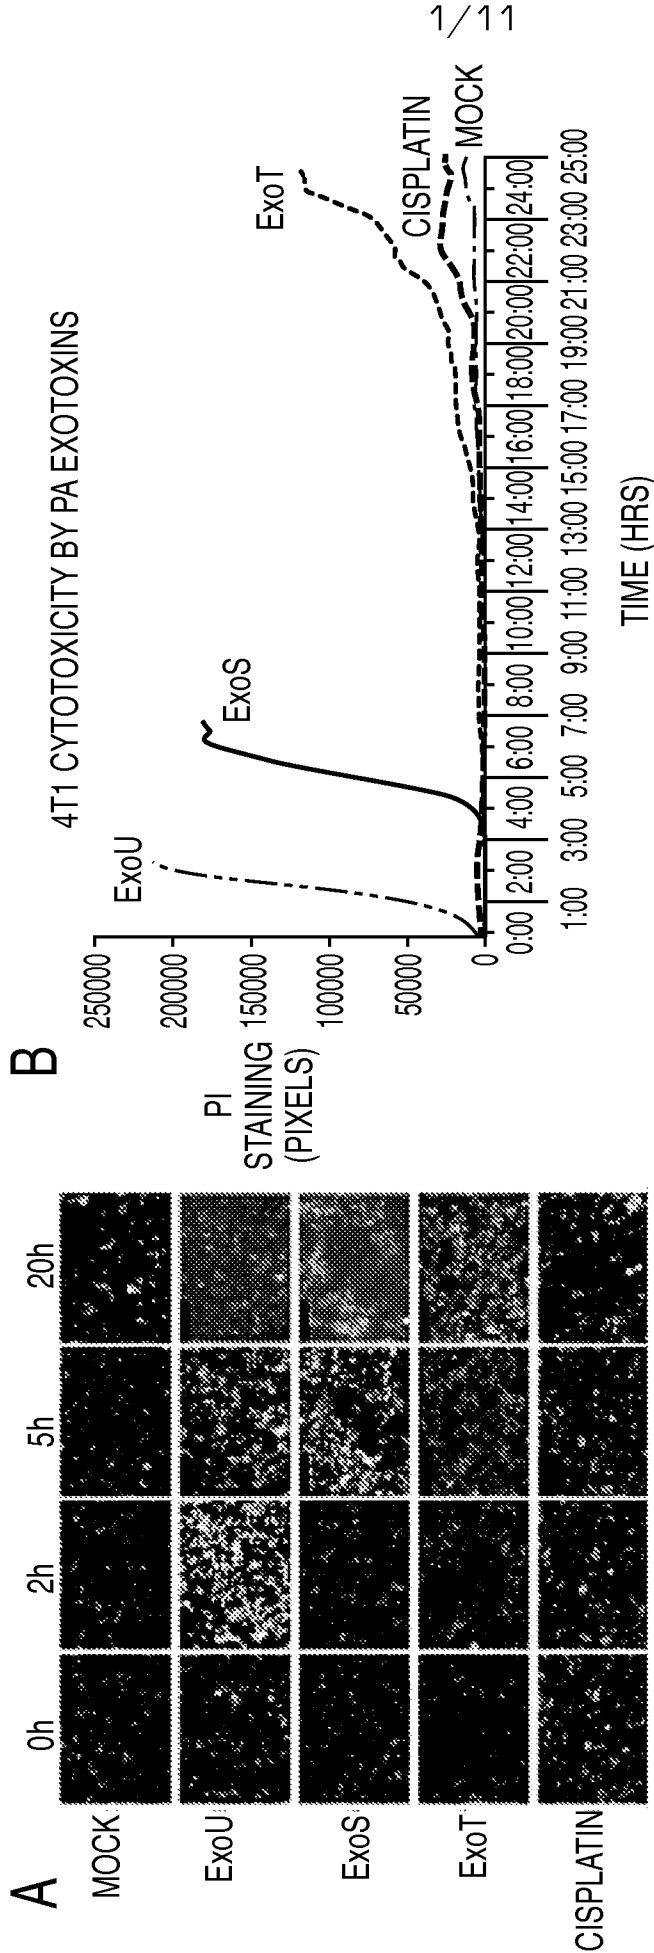 1/11
A
0h 2h 5h 20h
MOCK
ExoU
ExoS
ExoT
CISPLATIN
B
4T1 CYTOTOXICITY BY PA EXOTOXINS
PI
STAINING
(PIXELS)
250000
200000
150000
100000
50000
0
ExoU
ExoS
ExoT
CISPLATIN
MOCK
0:00 2:00 4:00 6:00 8:00 10:00 12:00 14:00 16:00 18:00 20:00 22:00 24:00
1:00 3:00 5:00 7:00 9:00 11:00 13:00 15:00 17:00 19:00 21:00 23:00 25:00
TIME (HRS)